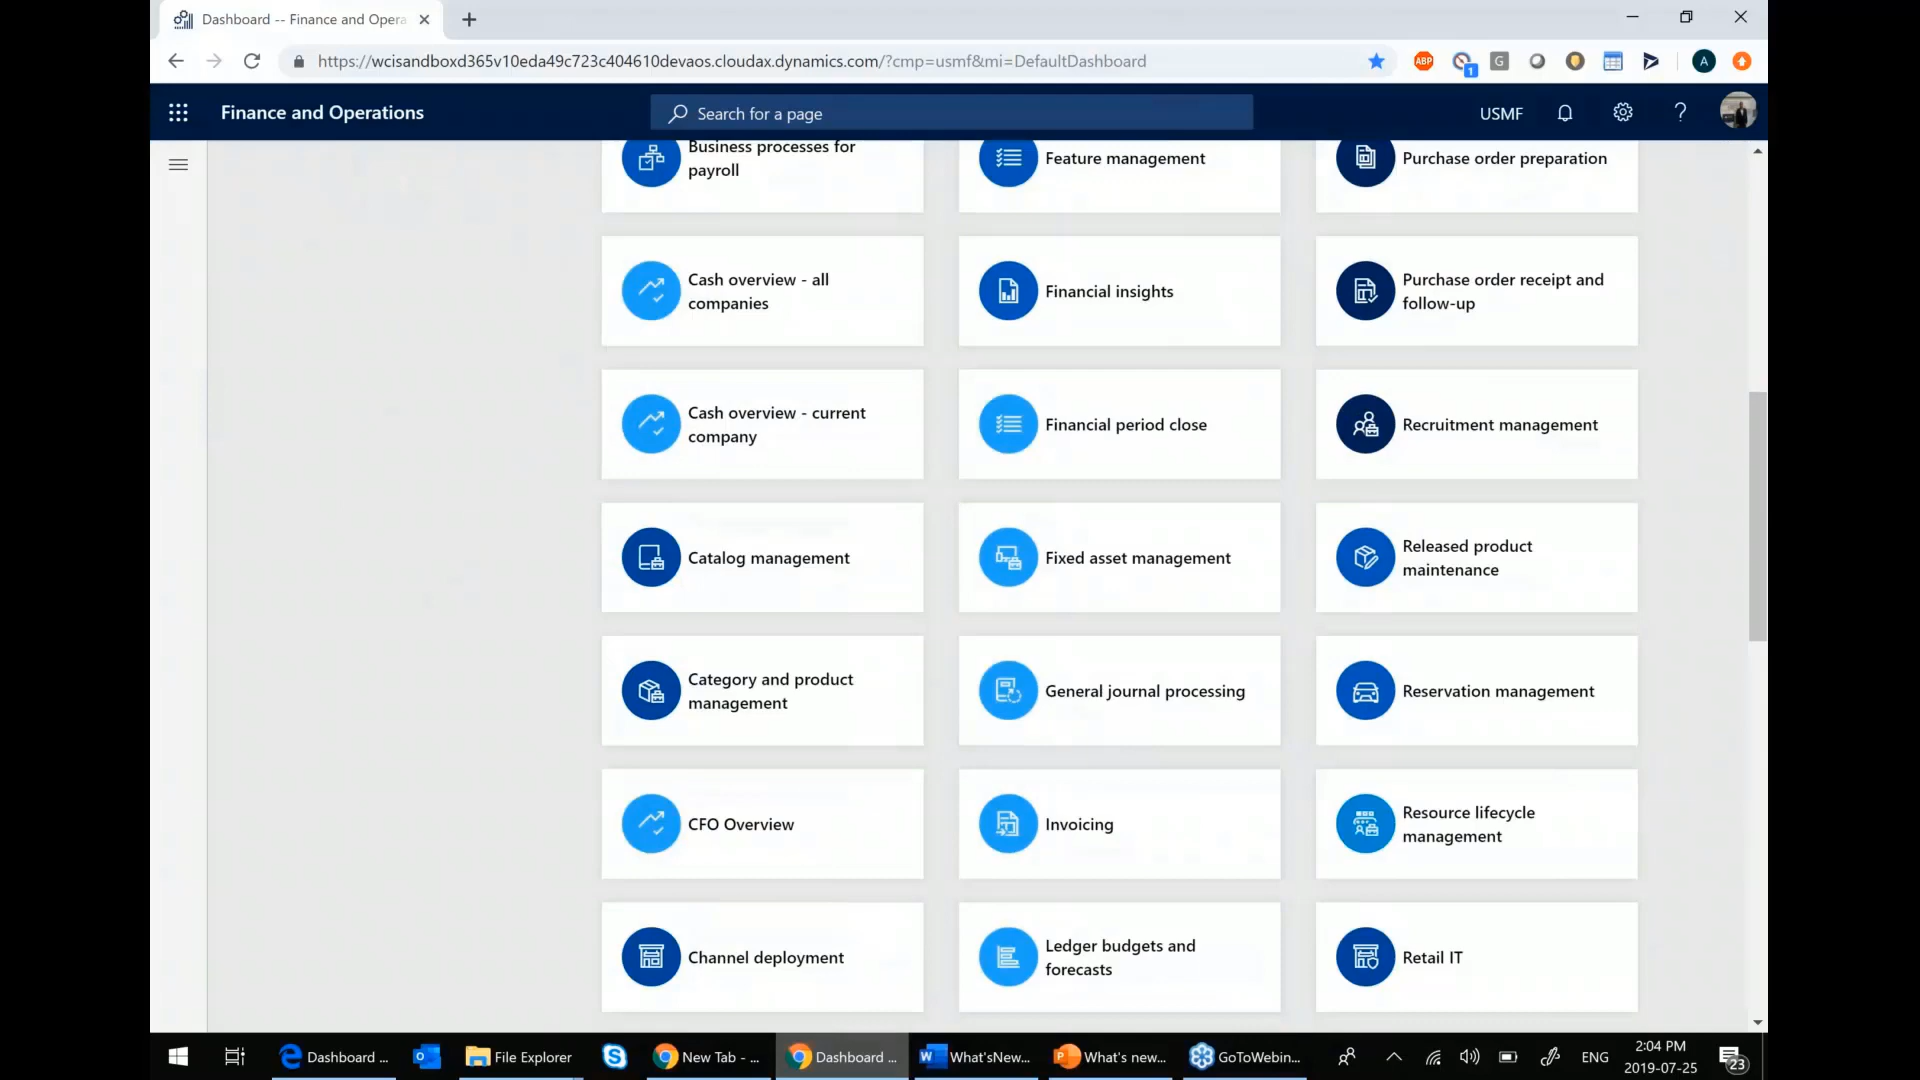 Dashboard -- Finance and Opera
https://wcisandboxd365v10eda49c723c404610devaos.cloudax.dynamics.com/?cmp=usmf&mi=DefaultDashboard
ABP
1
G
A
Finance and Operations
Search for a page
USMF
?
Business processes for
payroll
Feature management
Purchase order preparation
Cash overview - all
companies
Financial insights
Purchase order receipt and
follow-up
Cash overview - current
company
Financial period close
Recruitment management
Catalog management
Fixed asset management
Released product
maintenance
Category and product
management
General journal processing
Reservation management
CFO Overview
Invoicing
Resource lifecycle
management
Channel deployment
Ledger budgets and
forecasts
Retail IT
Dashboard ...
File Explorer
New Tab - ...
Dashboard ...
What'sNew...
What's new...
GoToWebin...
ENG
2:04 PM
2019-07-25
23